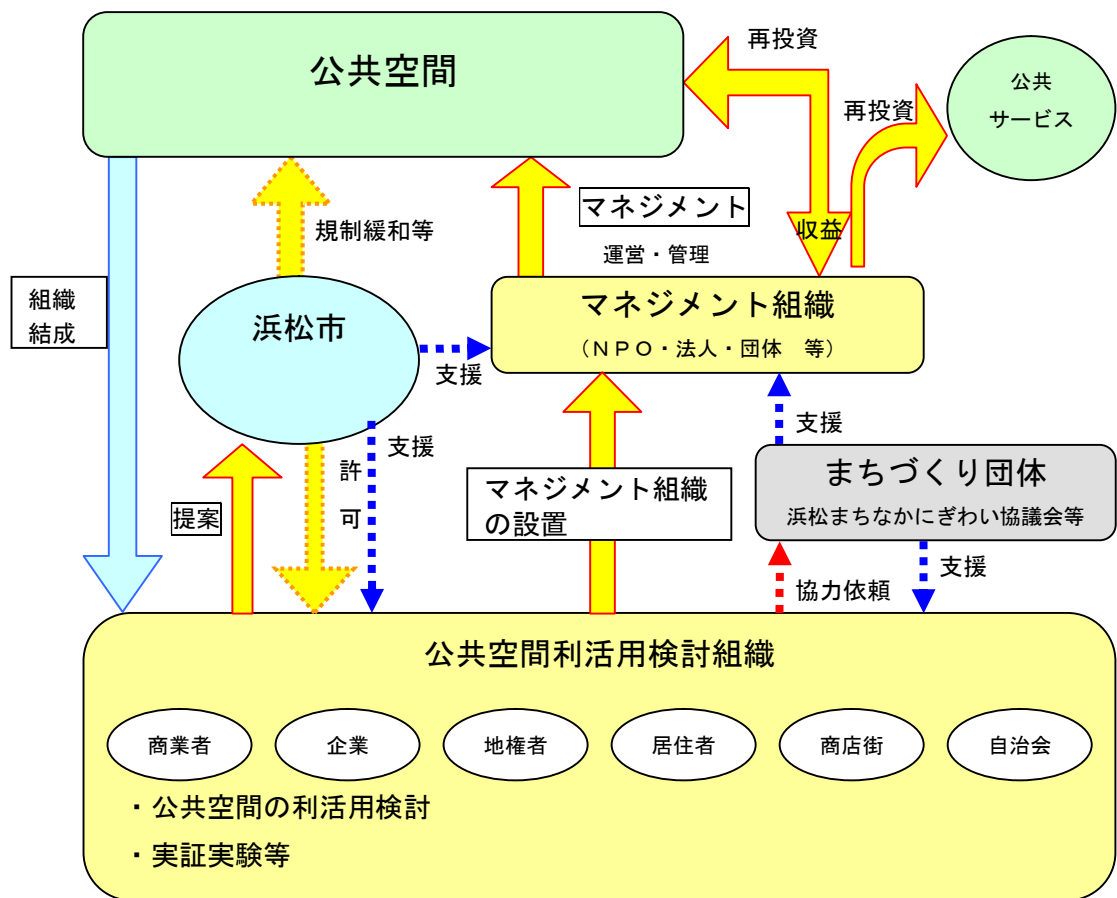 公共空間
再投資
公共
サービス
再投資
マネジメント
規制緩和等
収益
運営・管理
組織
結成
浜松市
マネジメント組織
（ＮＰＯ・法人・団体　等）
支援
支援
許可
支援
まちづくり団体
浜松まちなかにぎわい協議会等
マネジメント組織
の設置
提案
支援
協力依頼
公共空間利活用検討組織
商業者
企業
地権者
居住者
商店街
自治会
・公共空間の利活用検討
・実証実験等